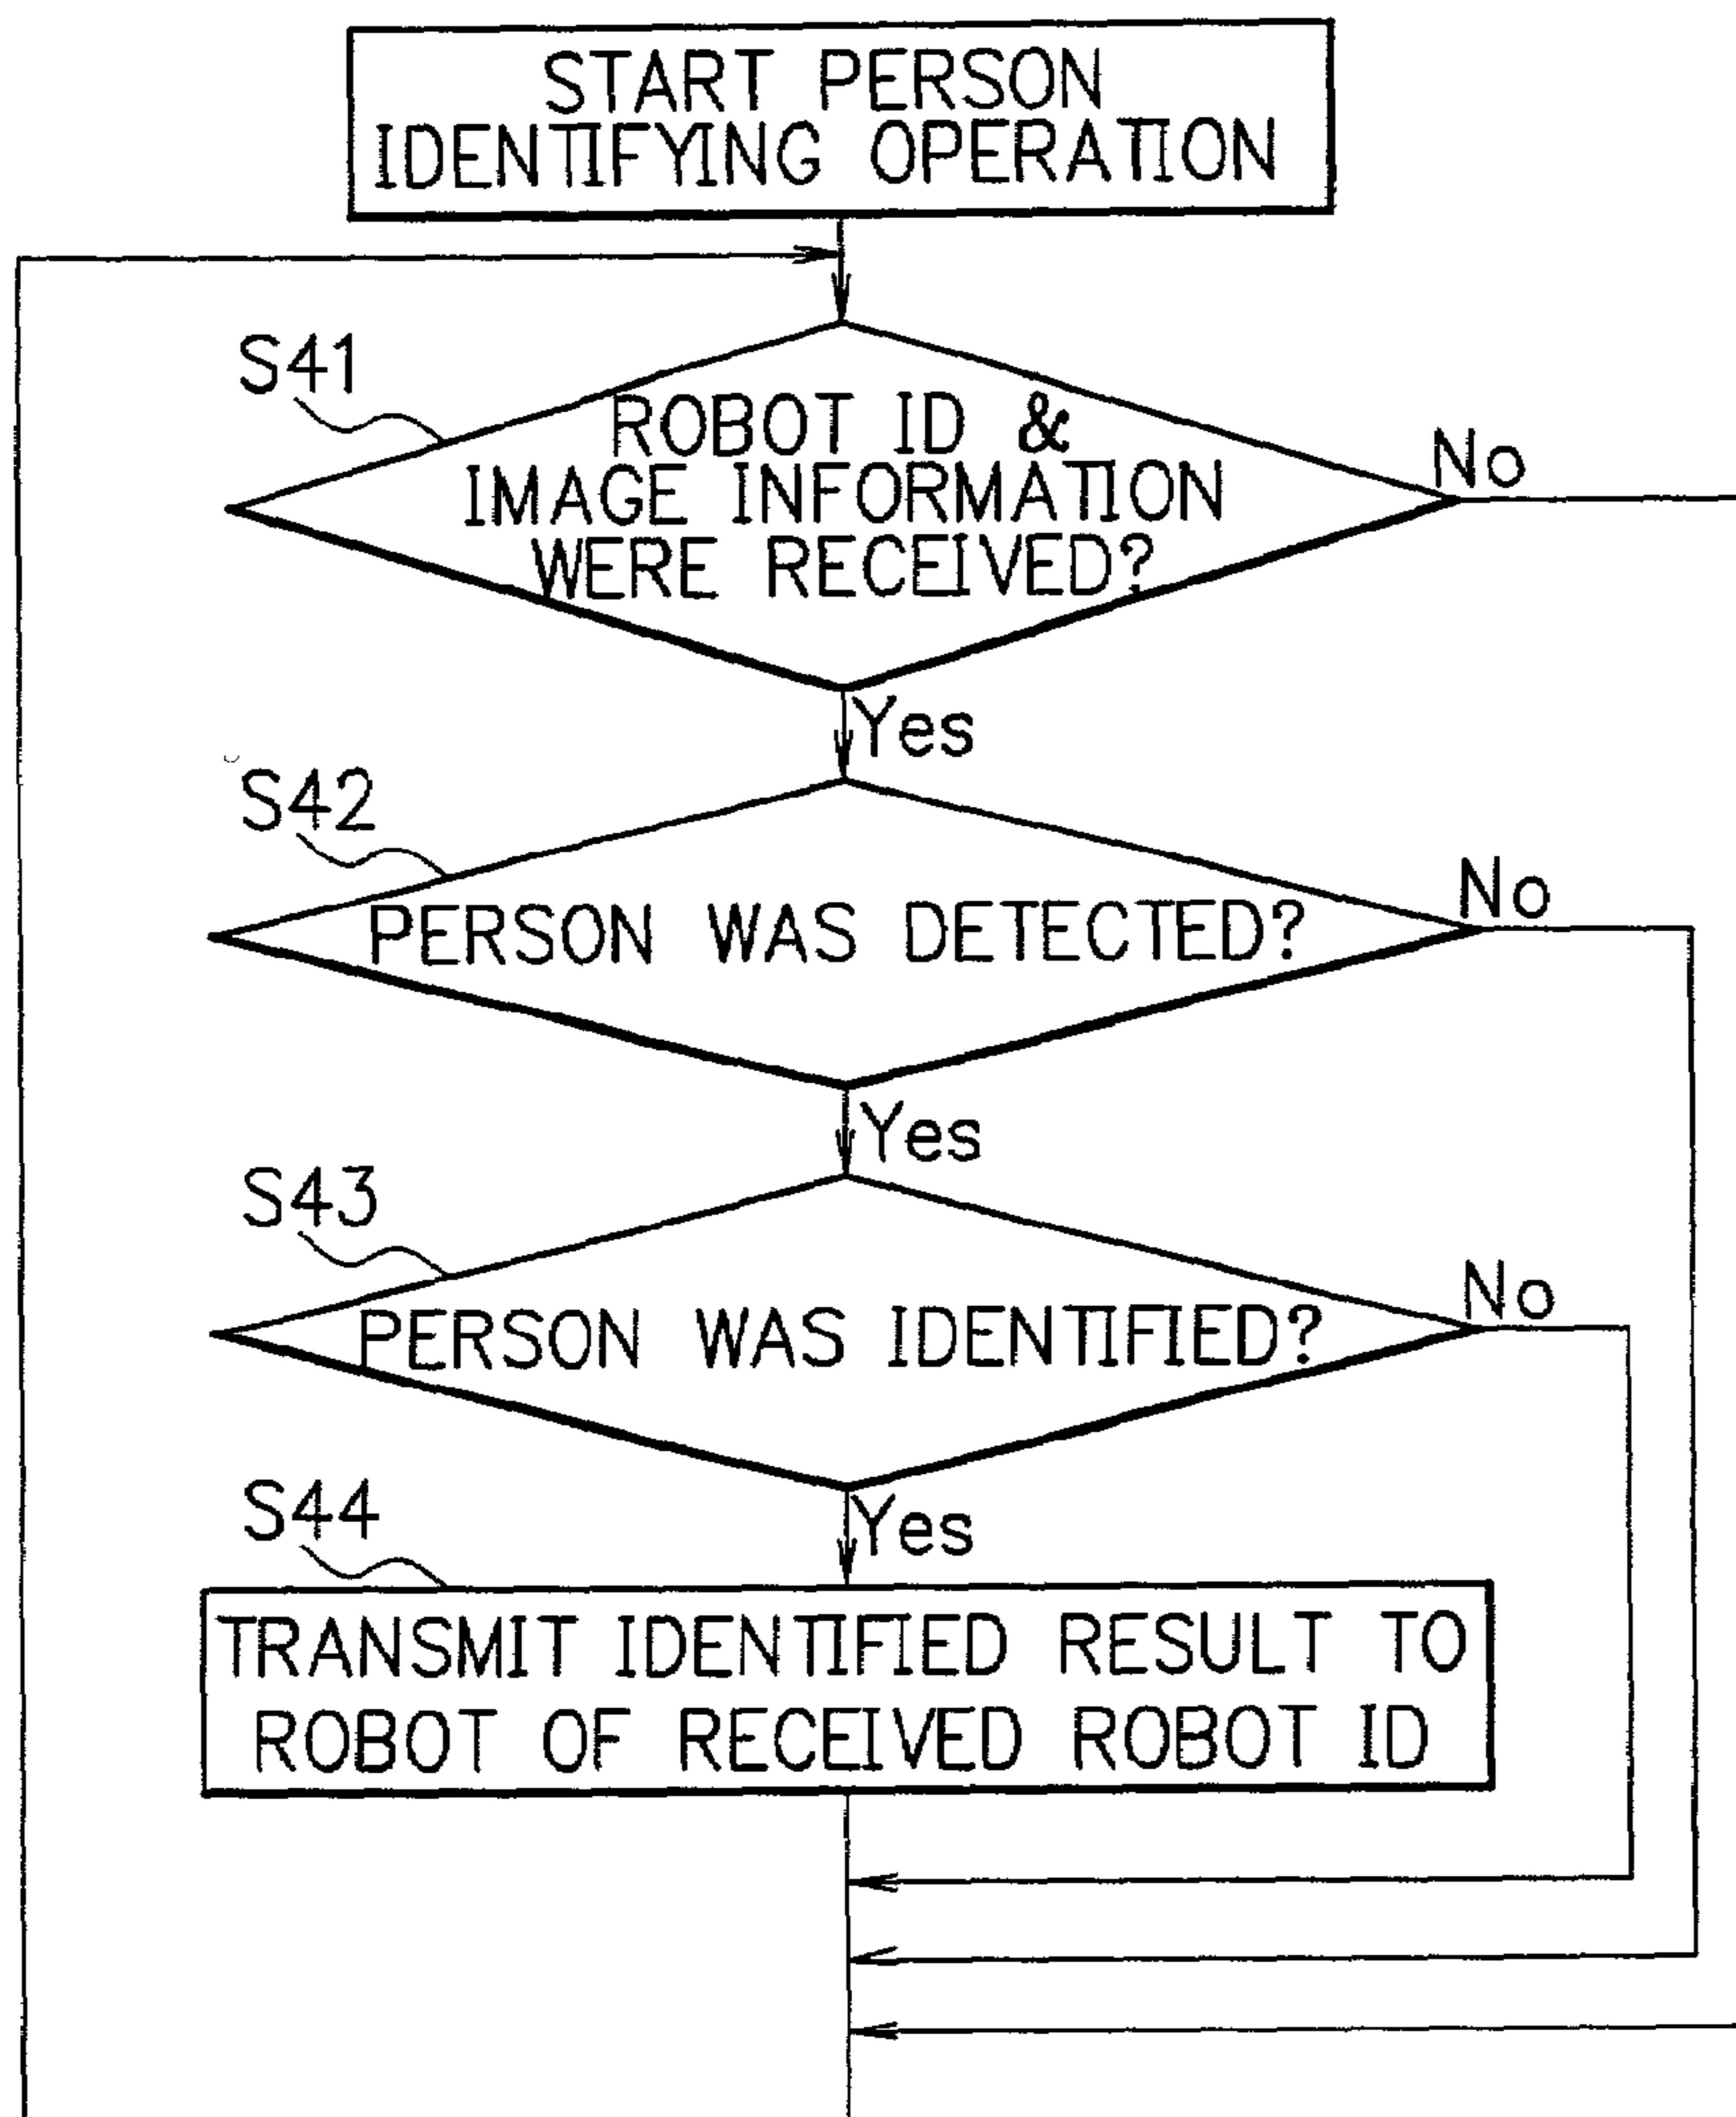 START PERSON
IDENTIFYING OPERATION
S41
ROBOT ID &
IMAGE INFORMATION
WERE RECEIVED?
No
Yes
S42
PERSON WAS DETECTED?
No
Yes
S43
PERSON WAS IDENTIFIED?
No
Yes
S44
TRANSMIT IDENTIFIED RESULT TO
ROBOT OF RECEIVED ROBOT ID